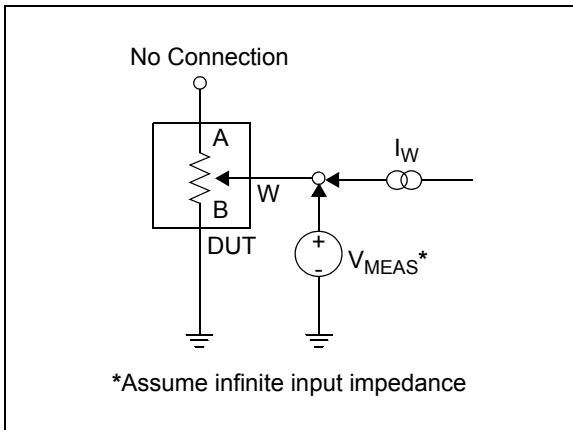 No Connection
A
I_W
W
B
DUT
+
-
V_MEAS*
*Assume infinite input impedance